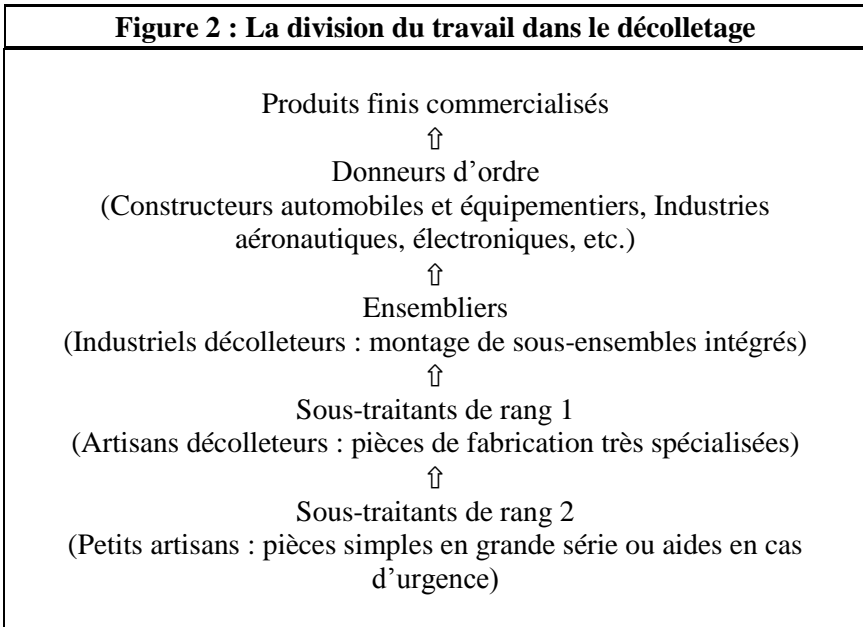 Figure 2 : La division du travail dans le décolletage
Produits finis commercialisés
⇧
Donneurs d'ordre
(Constructeurs automobiles et équipementiers, Industries
aéronautiques, électroniques, etc.)
⇧
Ensembliers
(Industriels décolleteurs : montage de sous-ensembles intégrés)
⇧
Sous-traitants de rang 1
(Artisans décolleteurs : pièces de fabrication très spécialisées)
⇧
Sous-traitants de rang 2
(Petits artisans : pièces simples en grande série ou aides en cas
d'urgence)